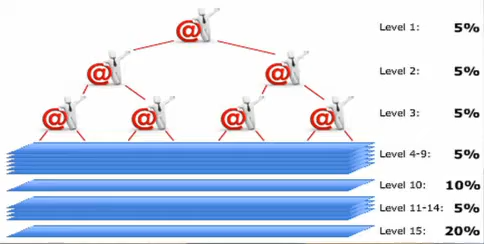 Level 1: 5%
@
Level 2: 5%
@ @
Level 3: 5%
@ @ @ @
Level 4-9: 5%
Level 10: 10%
Level 11-14: 5%
Level 15: 20%